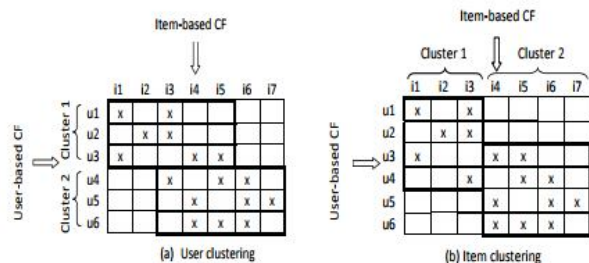 Item-based CF
i1 i2 i3 i4 i5 i6 i7
Cluster 1
Cluster 2
User-based CF
u1 x x
u2 x x
u3 x x x
u4 x x x
u5 x x x
u6 x x x
(a) User clustering
Item-based CF
Cluster 1 Cluster 2
i1 i2 i3 i4 i5 i6 i7
User-based CF
u1 x x
u2 x x
u3 x x x
u4 x x x
u5 x x x
u6 x x x
(b) Item clustering